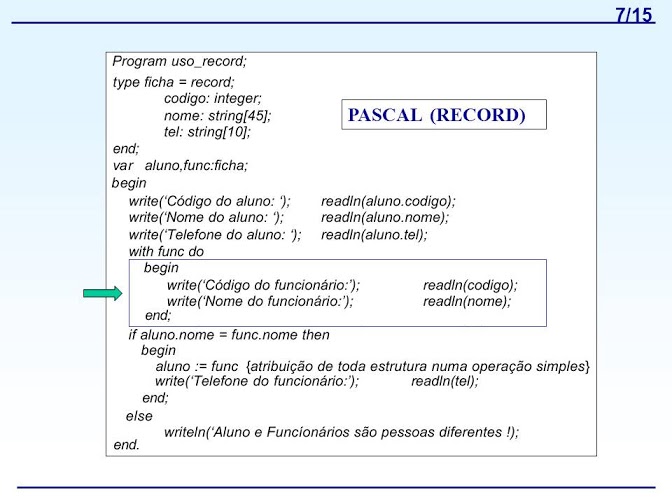 7/15
Program uso_record;
type ficha = record;
codigo: integer;
nome: string[45];
tel: string[10];
PASCAL (RECORD)
end;
var aluno,func:ficha;
begin
write(‘Código do aluno: ‘); readln(aluno.codigo);
write(‘Nome do aluno: ‘); readln(aluno.nome);
write(‘Telefone do aluno: ‘); readln(aluno.tel);
with func do
begin
write(‘Código do funcionário:’); readln(codigo);
write(‘Nome do funcionário:’); readln(nome);
end;
if aluno.nome = func.nome then
begin
aluno := func {atribuição de toda estrutura numa operação simples}
write(‘Telefone do funcionário:’); readln(tel);
end;
else
writeln(‘Aluno e Funcíonários são pessoas diferentes !);
end.